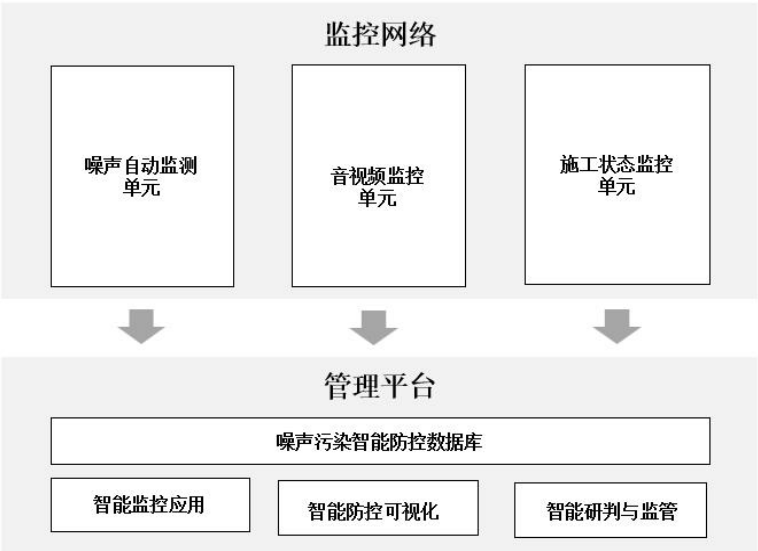 监控网络
噪声自动监测
单元
音视频监控
单元
施工状态监控
单元
管理平台
噪声污染智能防控数据库
智能监控应用
智能防控可视化
智能研判与监管